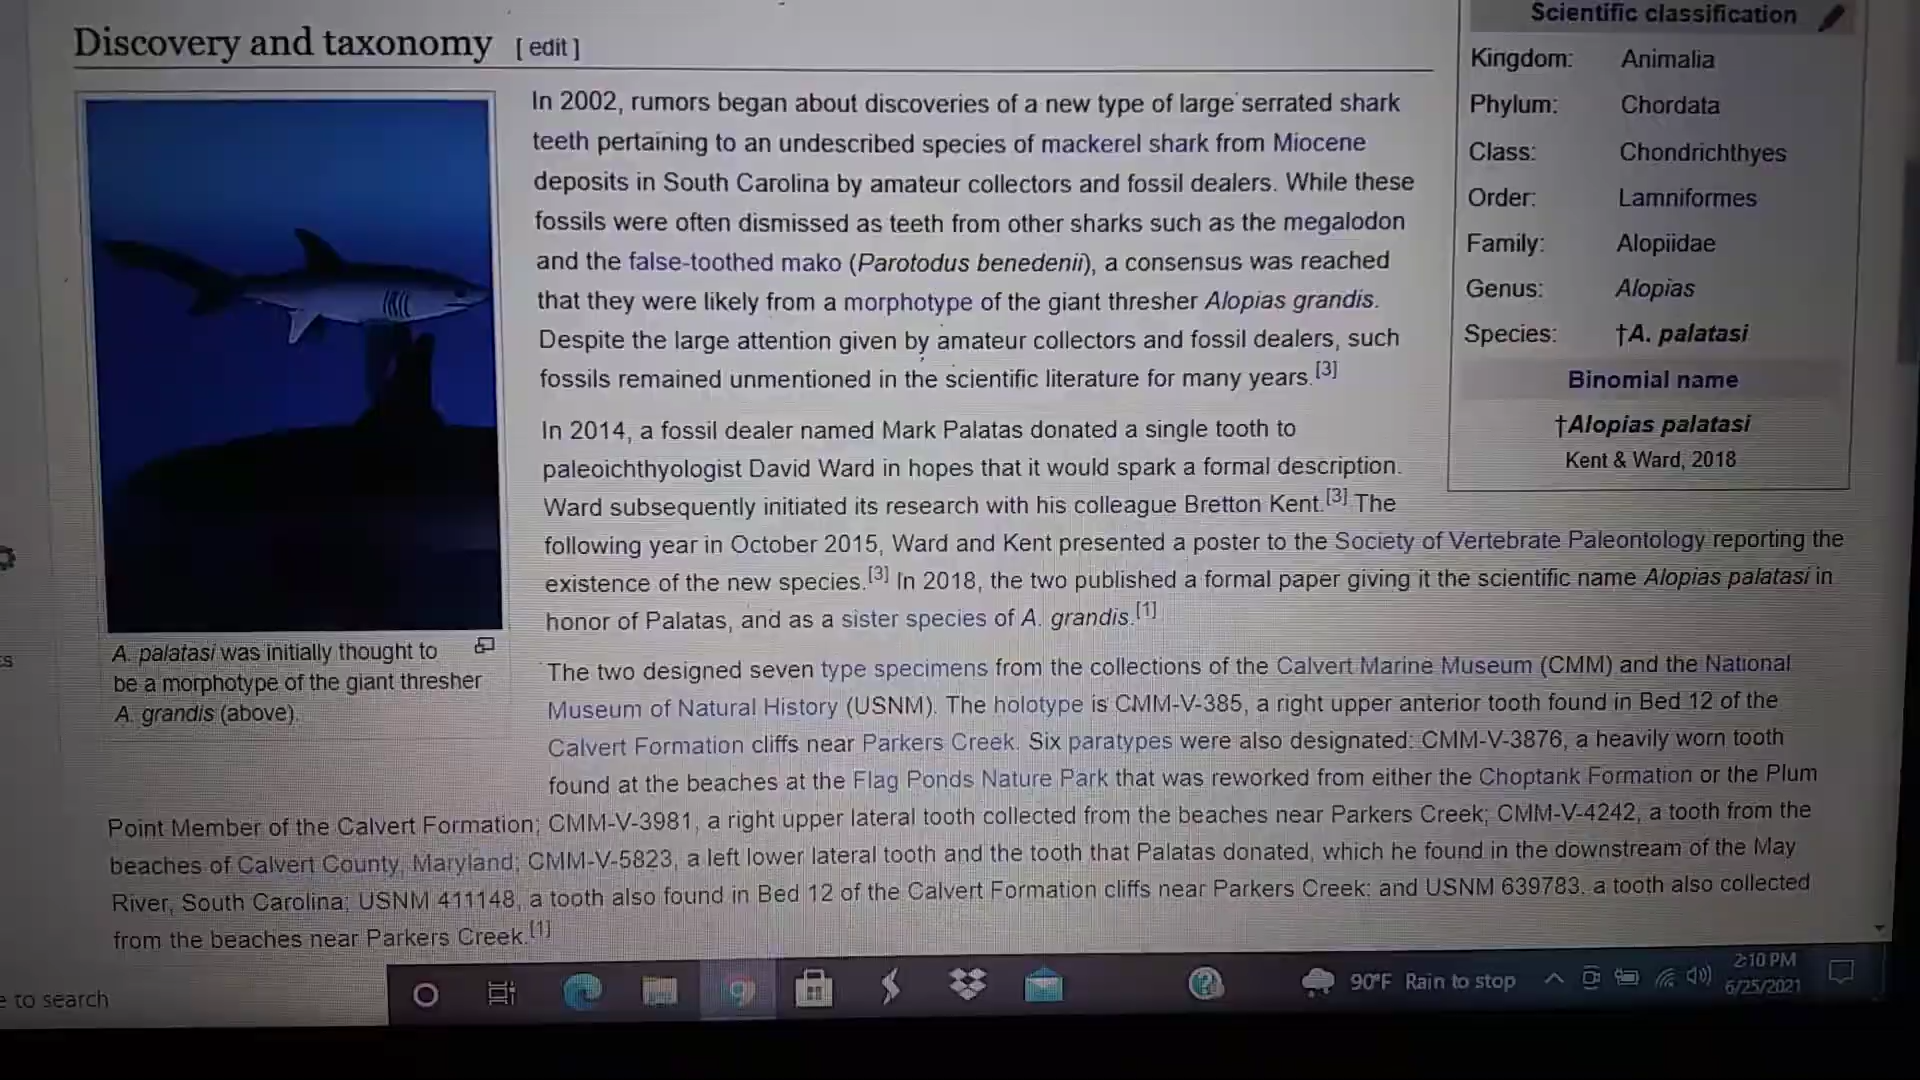 Discovery and taxonomy [ edit ]
In 2002, rumors began about discoveries of a new type of large serrated shark
teeth pertaining to an undescribed species of mackerel shark from Miocene
deposits in South Carolina by amateur collectors and fossil dealers. While these
fossils were often dismissed as teeth from other sharks such as the megalodon
and the false-toothed mako (Parotodus benedenii), a consensus was reached
that they were likely from a morphotype of the giant thresher Alopias grandis.
Despite the large attention given by amateur collectors and fossil dealers, such
fossils remained unmentioned in the scientific literature for many years.[3]
In 2014, a fossil dealer named Mark Palatas donated a single tooth to
paleoichthyologist David Ward in hopes that it would spark a formal description.
Ward subsequently initiated its research with his colleague Bretton Kent.[3] The
following year in October 2015, Ward and Kent presented a poster to the Society of Vertebrate Paleontology reporting the
existence of the new species.[3] In 2018, the two published a formal paper giving it the scientific name Alopias palatasi in
honor of Palatas, and as a sister species of A. grandis.[1]
The two designed seven type specimens from the collections of the Calvert Marine Museum (CMM) and the National
Museum of Natural History (USNM). The holotype is CMM-V-385, a right upper anterior tooth found in Bed 12 of the
Calvert Formation cliffs near Parkers Creek. Six paratypes were also designated: CMM-V-3876, a heavily worn tooth
found at the beaches at the Flag Ponds Nature Park that was reworked from either the Choptank Formation or the Plum
Point Member of the Calvert Formation; CMM-V-3981, a right upper lateral tooth collected from the beaches near Parkers Creek; CMM-V-4242, a tooth from the
beaches of Calvert County, Maryland; CMM-V-5823, a left lower lateral tooth and the tooth that Palatas donated, which he found in the downstream of the May
River, South Carolina; USNM 411148, a tooth also found in Bed 12 of the Calvert Formation cliffs near Parkers Creek; and USNM 639783, a tooth also collected
from the beaches near Parkers Creek.[1]
A. palatasi was initially thought to
be a morphotype of the giant thresher
A. grandis (above).
Scientific classification
Kingdom: Animalia
Phylum: Chordata
Class: Chondrichthyes
Order: Lamniformes
Family: Alopiidae
Genus: Alopias
Species: †A. palatasi
Binomial name
†Alopias palatasi
Kent & Ward, 2018
e to search
90°F Rain to stop
2:10 PM
6/25/2021